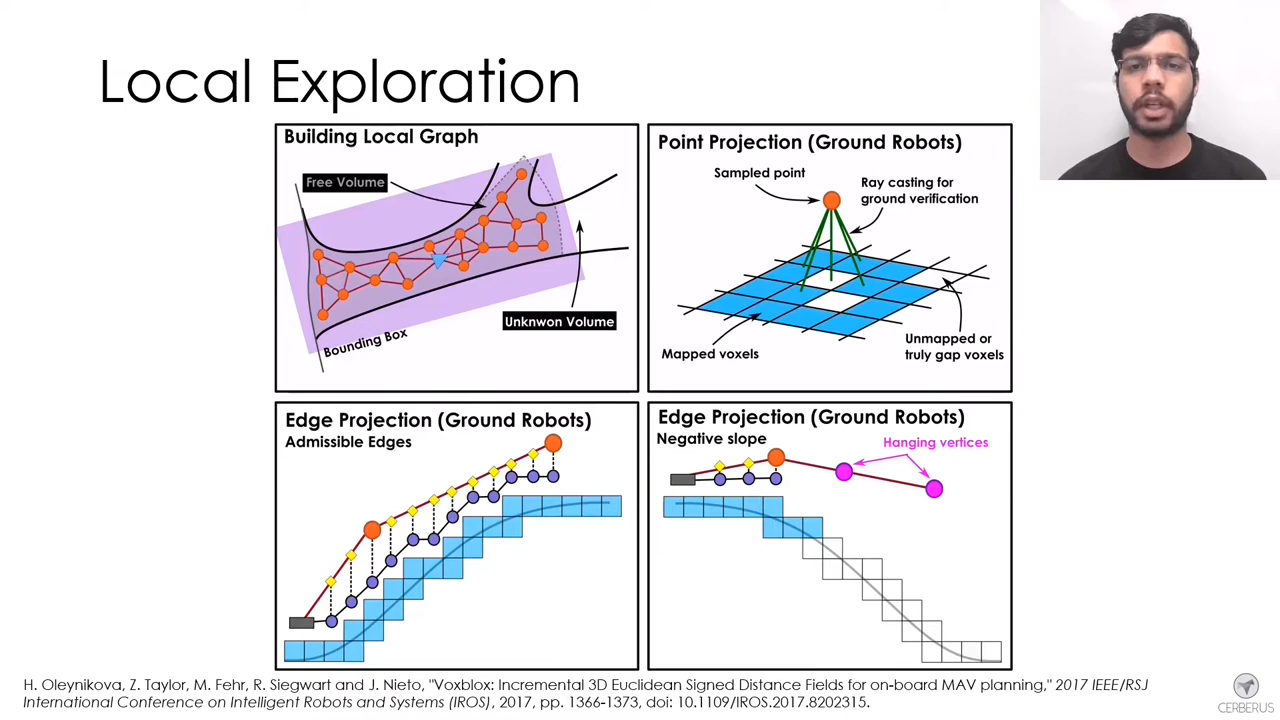 Local Exploration
Building Local Graph
Free Volume
Unknwon Volume
Bounding Box
Point Projection (Ground Robots)
Sampled point
Ray casting for
ground verification
Mapped voxels
Unmapped or
truly gap voxels
Edge Projection (Ground Robots)
Admissible Edges
Edge Projection (Ground Robots)
Negative slope
Hanging vertices
H. Oleynikova, Z. Taylor, M. Fehr, R. Siegwart and J. Nieto, "Voxblox: Incremental 3D Euclidean Signed Distance Fields for on-board MAV planning," 2017 IEEE/RSJ
International Conference on Intelligent Robots and Systems (IROS), 2017, pp. 1366-1373, doi: 10.1109/IROS.2017.8202315.
CERBERUS